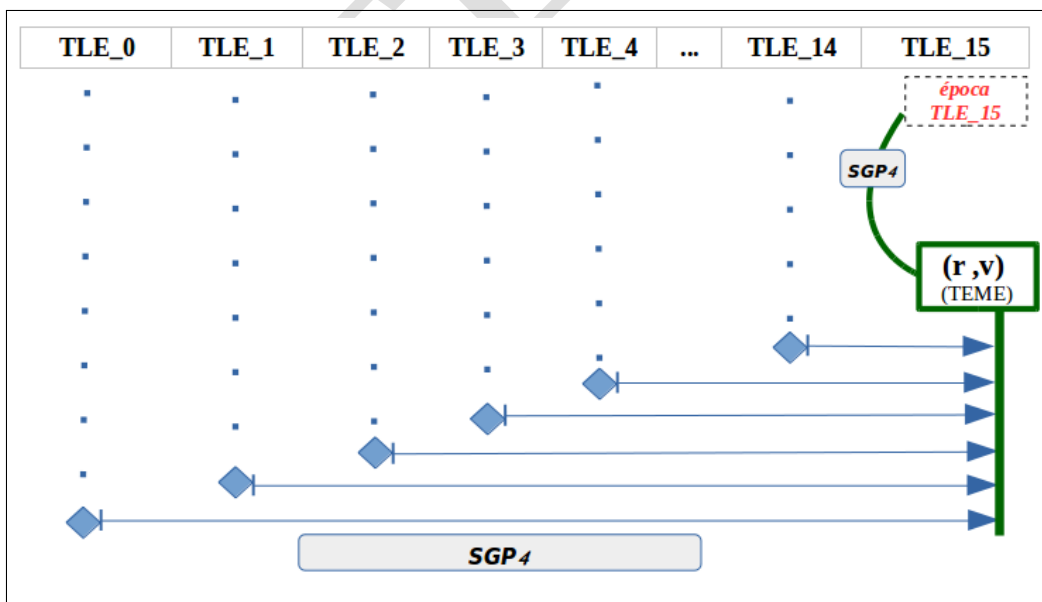 TLE_0 TLE_1 TLE_2 TLE_3 TLE_4 ... TLE_14 TLE_15
época
TLE_15
SGP4
(r ,v)
(TEME)
SGP4